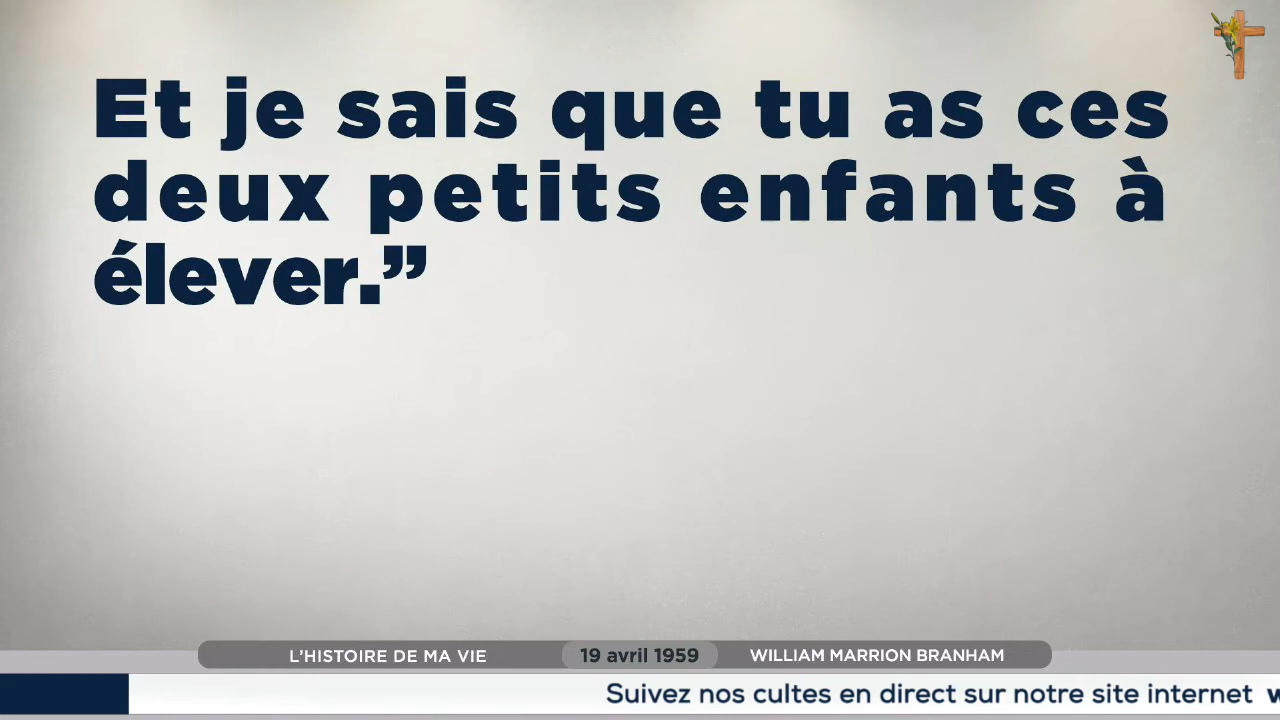 Et je sais que tu as ces
deux petits enfants à
élever.”
L’HISTOIRE DE MA VIE 19 avril 1959 WILLIAM MARRION BRANHAM
Suivez nos cultes en direct sur notre site internet